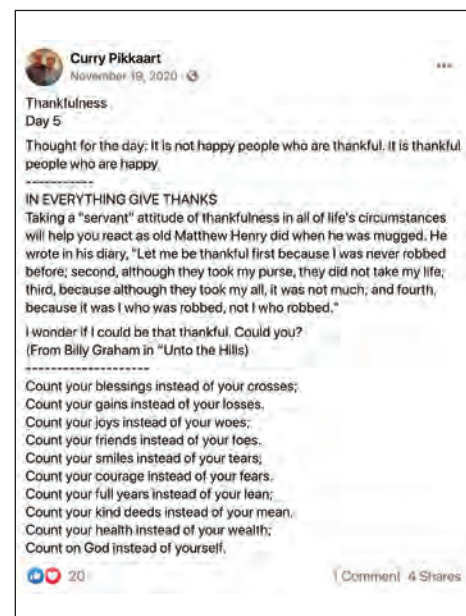 Curry Pikkaart
November 19, 2020 ·
...
Thankfulness
Day 5
Thought for the day: It is not happy people who are thankful. It is thankful
people who are happy.
-----------
IN EVERYTHING GIVE THANKS
Taking a "servant" attitude of thankfulness in all of life's circumstances
will help you react as old Matthew Henry did when he was mugged. He
wrote in his diary, "Let me be thankful first because I was never robbed
before; second, although they took my purse, they did not take my life;
third, because although they took my all, it was not much; and fourth,
because it was I who was robbed, not I who robbed."
I wonder if I could be that thankful. Could you?
(From Billy Graham in "Unto the Hills)
--------------------
Count your blessings instead of your crosses;
Count your gains instead of your losses.
Count your joys instead of your woes;
Count your friends instead of your foes.
Count your smiles instead of your tears;
Count your courage instead of your fears.
Count your full years instead of your lean;
Count your kind deeds instead of your mean.
Count your health instead of your wealth;
Count on God instead of yourself.
20
1 Comment 4 Shares